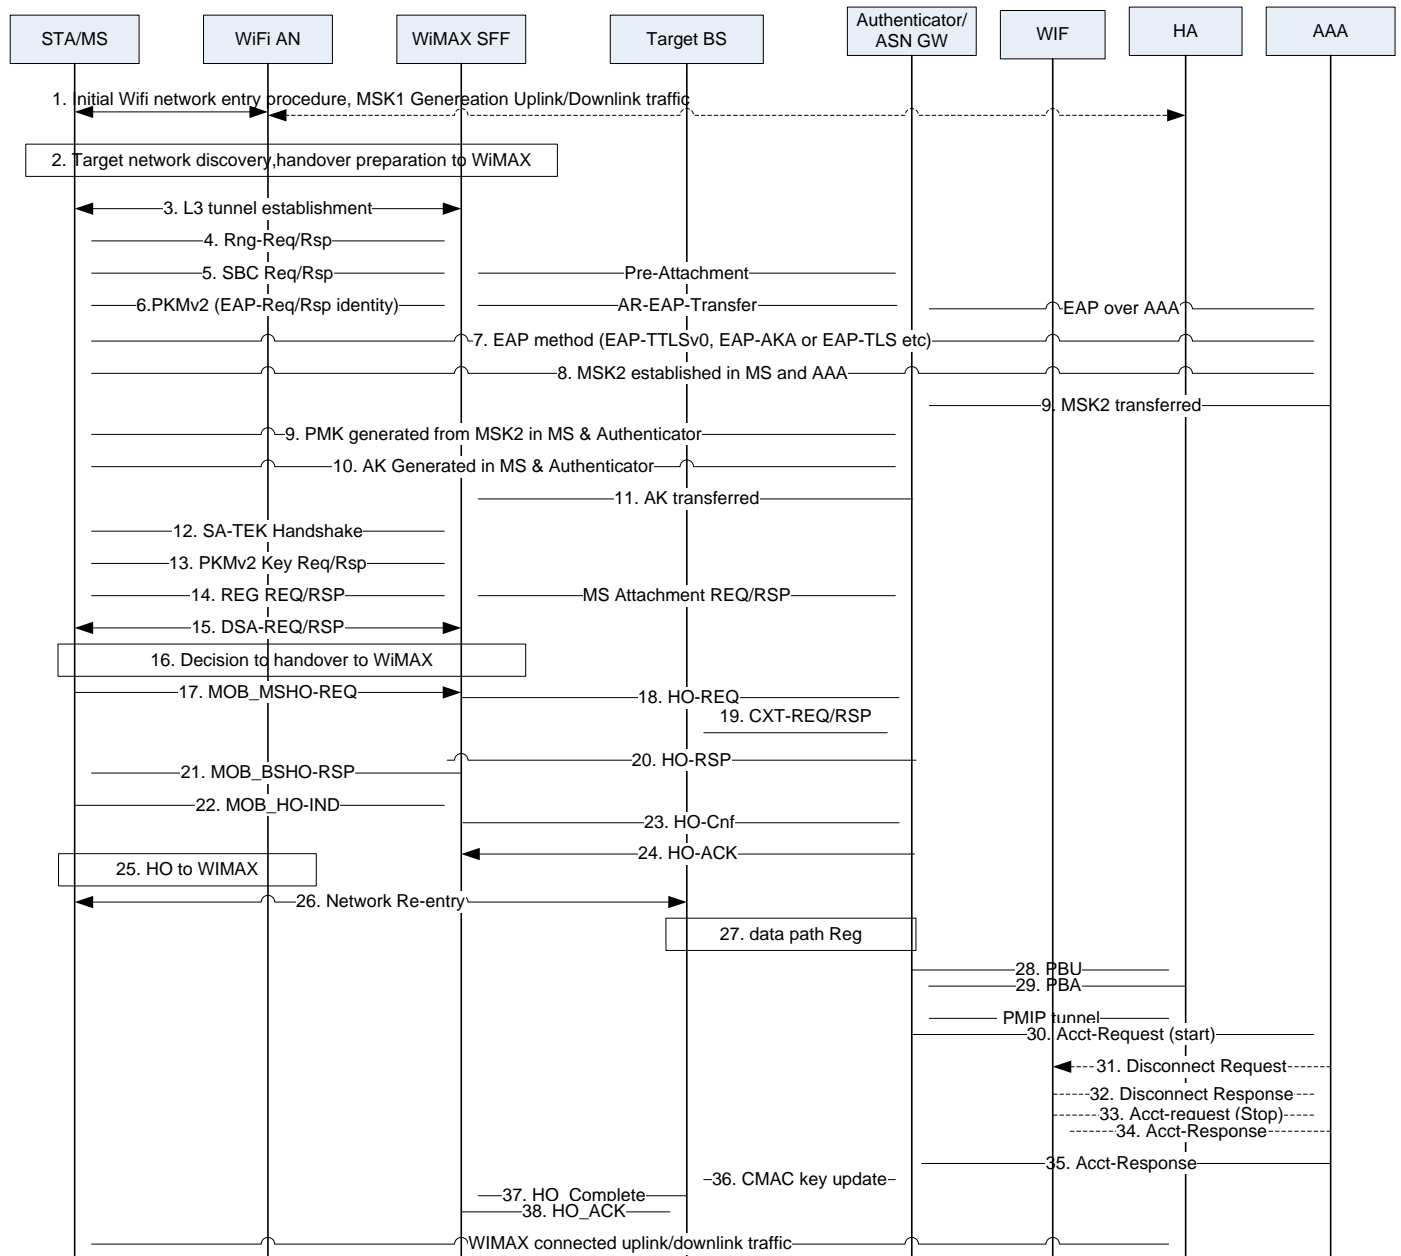 STA/MS
WiFi AN
WiMAX SFF
Target BS
Authenticator/
ASN GW
WIF
HA
AAA
1. Initial Wifi network entry procedure, MSK1 Genereation Uplink/Downlink traffic
2. Target network discovery,handover preparation to WiMAX
3. L3 tunnel establishment
4. Rng-Req/Rsp
5. SBC Req/Rsp
Pre-Attachment
6.PKMv2 (EAP-Req/Rsp identity)
AR-EAP-Transfer
EAP over AAA
7. EAP method (EAP-TTLSv0, EAP-AKA or EAP-TLS etc)
8. MSK2 established in MS and AAA
9. MSK2 transferred
9. PMK generated from MSK2 in MS & Authenticator
10. AK Generated in MS & Authenticator
11. AK transferred
12. SA-TEK Handshake
13. PKMv2 Key Req/Rsp
14. REG REQ/RSP
MS Attachment REQ/RSP
15. DSA-REQ/RSP
16. Decision to handover to WiMAX
17. MOB_MSHO-REQ
18. HO-REQ
19. CXT-REQ/RSP
20. HO-RSP
21. MOB_BSHO-RSP
22. MOB_HO-IND
23. HO-Cnf
24. HO-ACK
25. HO to WIMAX
26. Network Re-entry
27. data path Reg
28. PBU
29. PBA
PMIP tunnel
30. Acct-Request (start)
31. Disconnect Request
32. Disconnect Response
33. Acct-request (Stop)
34. Acct-Response
35. Acct-Response
36. CMAC key update
37. HO_Complete
38. HO_ACK
WIMAX connected uplink/downlink traffic